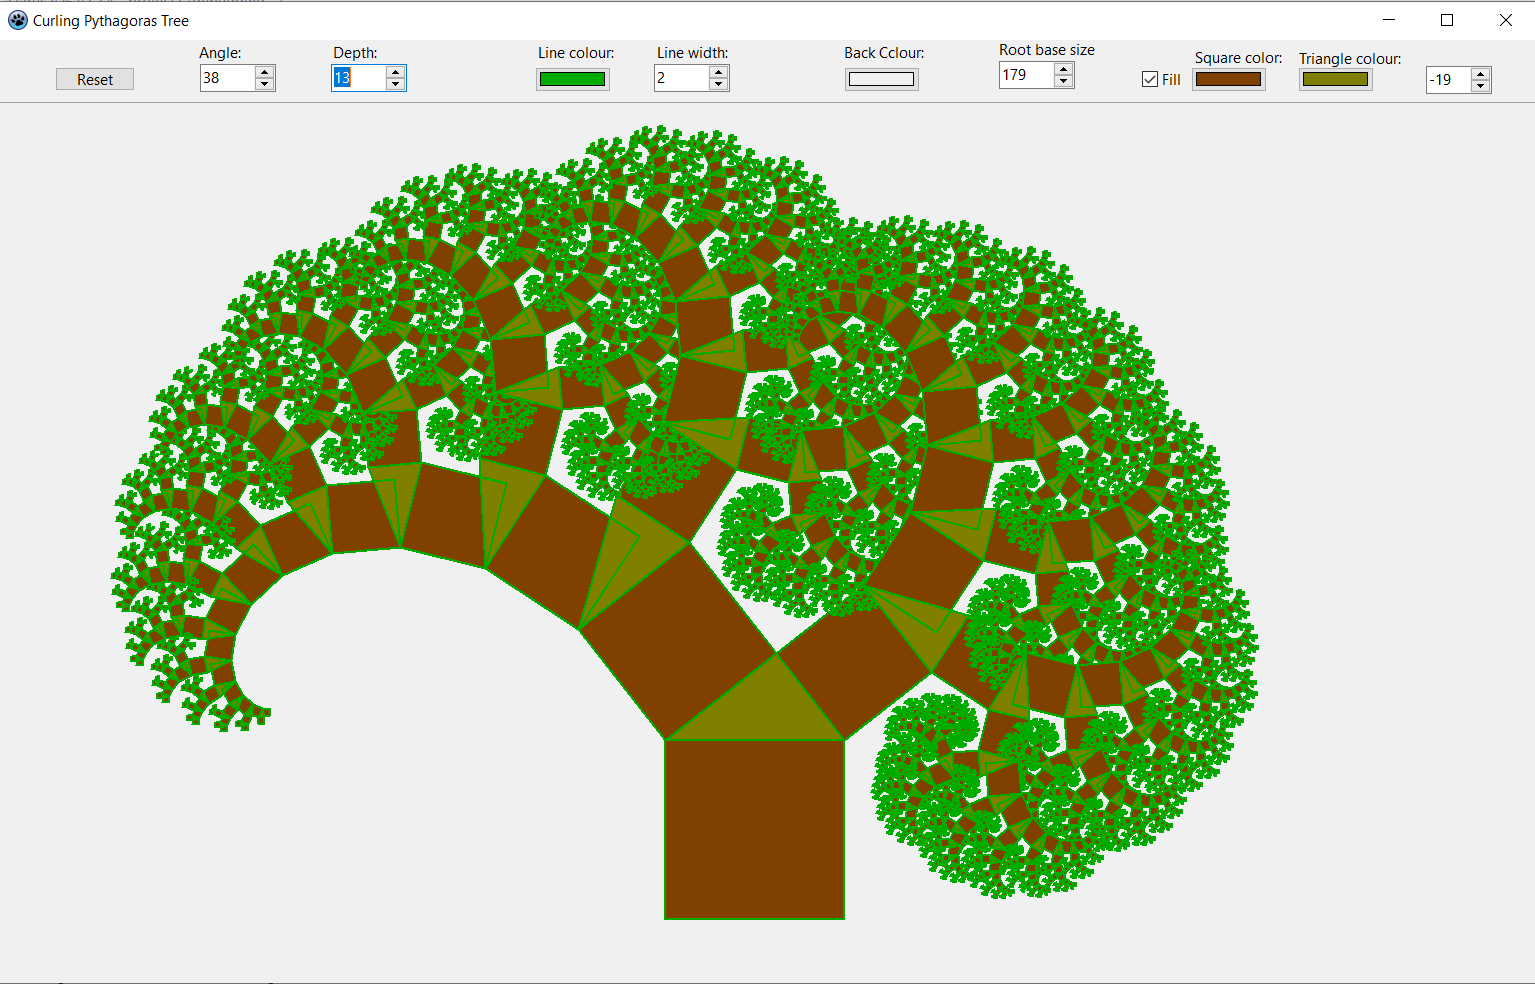 Curling Pythagoras Tree
Angle:
Depth:
Line colour:
Line width:
Back Cclour:
Root base size
Square color:
Triangle colour:
Reset
38
13
2
179
Fill
-19